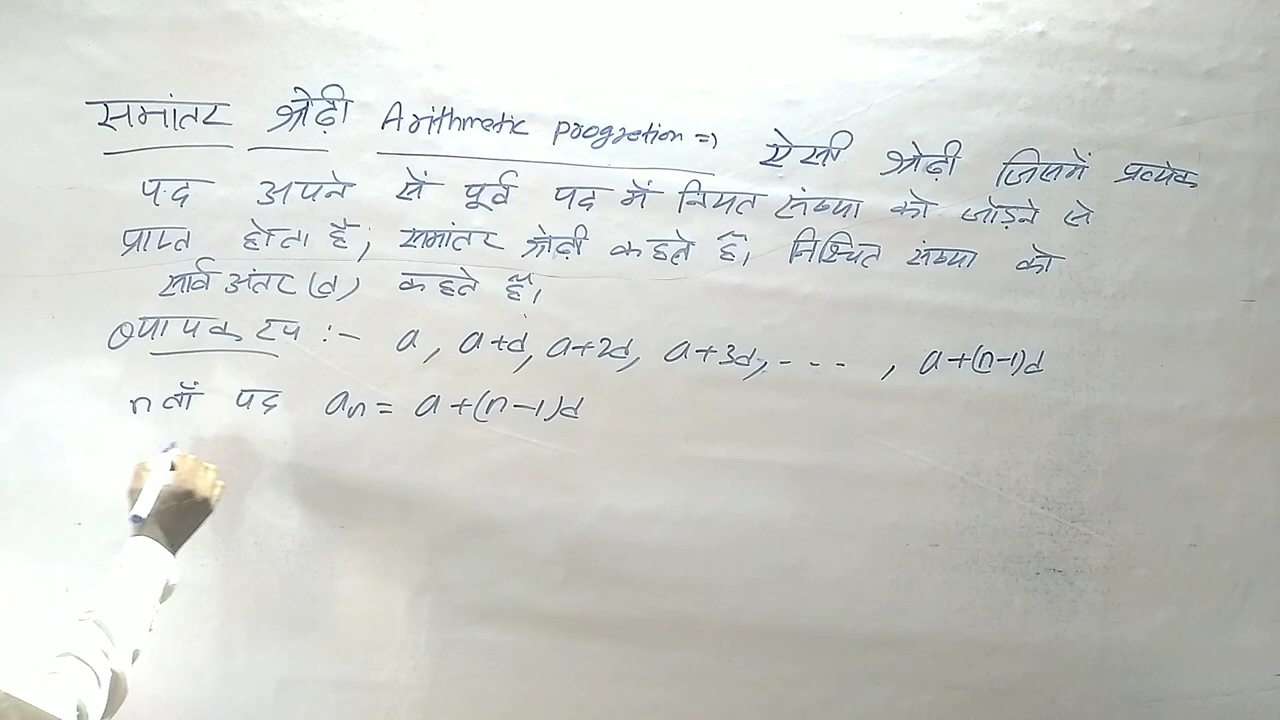 समांतर श्रेढ़ी Arithmetic progretion => ऐसी श्रेढ़ी जिसमें प्रत्येक
पद अपने से पूर्व पद में नियत संख्या को जोड़ने से
प्राप्त होता है, समांतर श्रेढ़ी कहते हैं। निश्चित संख्या को
सार्व अंतर (d) कहते हैं।
व्यापक रूप :- a, a+d, a+2d, a+3d, - - - , a+(n-1)d
n वाँ पद an = a+(n-1)d